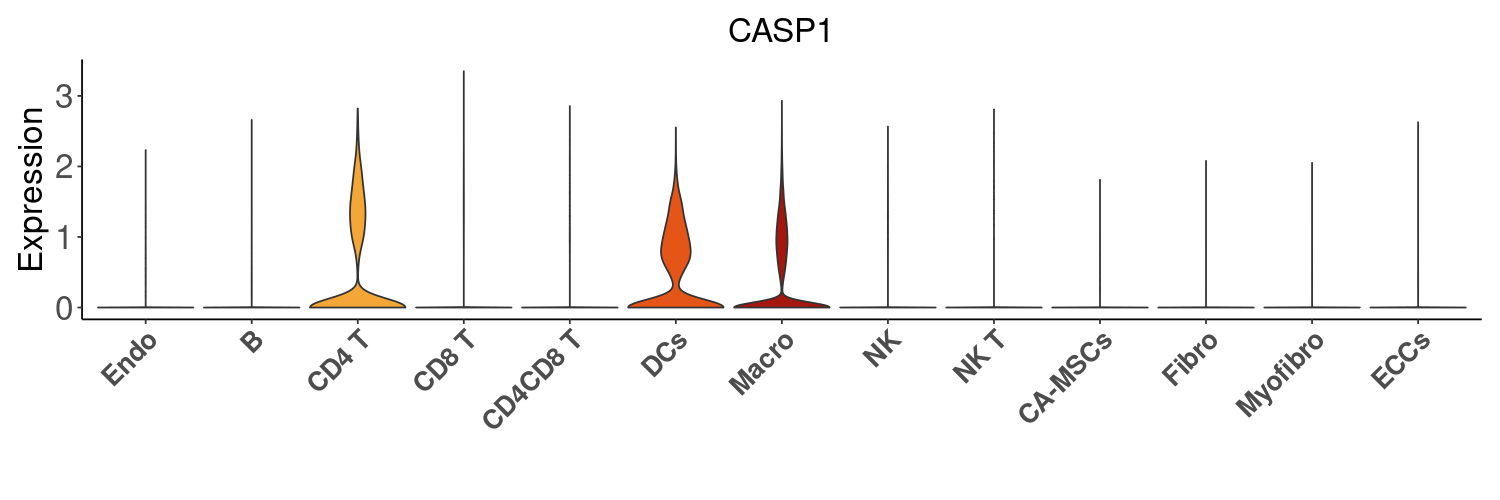 CASP1
Expression
3
2
1
0
Endo
B
CD4 T
CD8 T
CD4CD8 T
DCs
Macro
NK
NK T
CA-MSCs
Fibro
Myofibro
ECCs